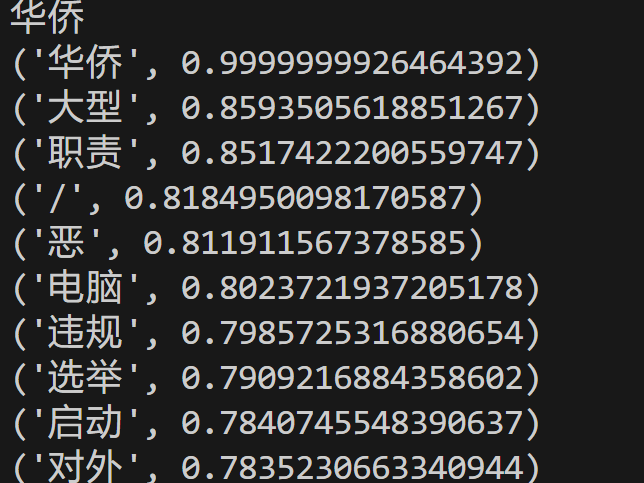 华侨
('华侨', 0.9999999926464392)
('大型', 0.8593505618851267)
('职责', 0.8517422200559747)
('/', 0.8184950098170587)
('恶', 0.811911567378585)
('电脑', 0.8023721937205178)
('违规', 0.7985725316880654)
('选举', 0.7909216884358602)
('启动', 0.7840745548390637)
('对外', 0.7835230663340944)